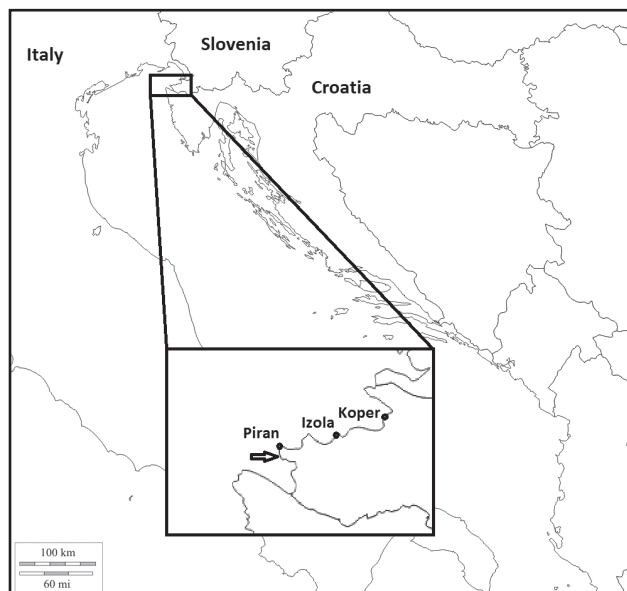 Slovenia
Italy
Croatia
Koper
Izola
Piran
100 km
60 mi